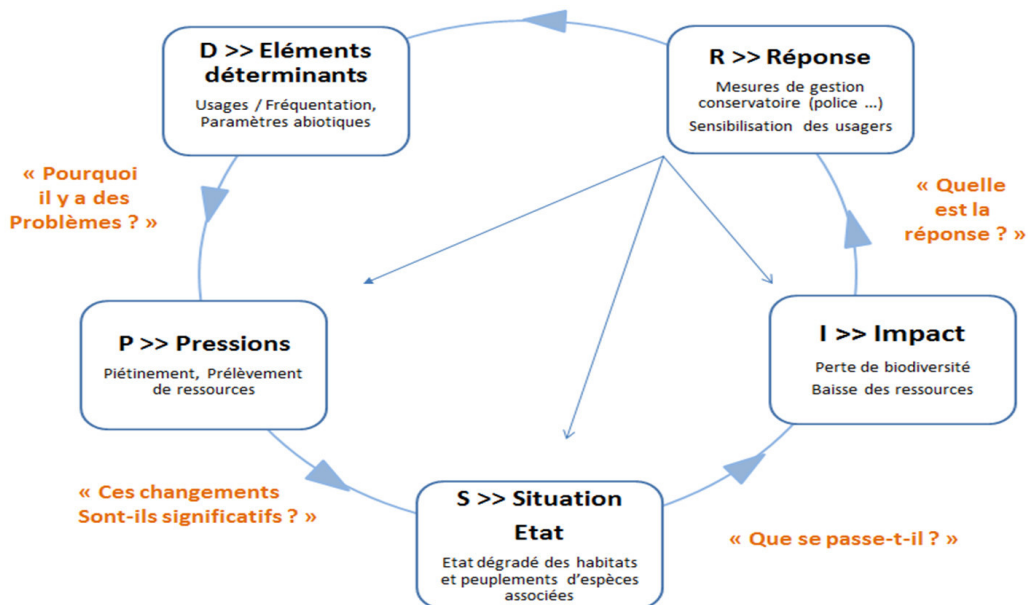 D >> Eléments
déterminants
Usages / Fréquentation,
Paramètres abiotiques
R >> Réponse
Mesures de gestion
conservatoire (police ...)
Sensibilisation des usagers
« Pourquoi
il y a des
Problèmes ? »
« Quelle
est la
réponse ? »
P >> Pressions
Piétinement, Prélèvement
de ressources
I >> Impact
Perte de biodiversité
Baisse des ressources
« Ces changements
Sont-ils significatifs ? »
S >> Situation
Etat
Etat dégradé des habitats
et peuplements d'espèces
associées
« Que se passe-t-il ? »